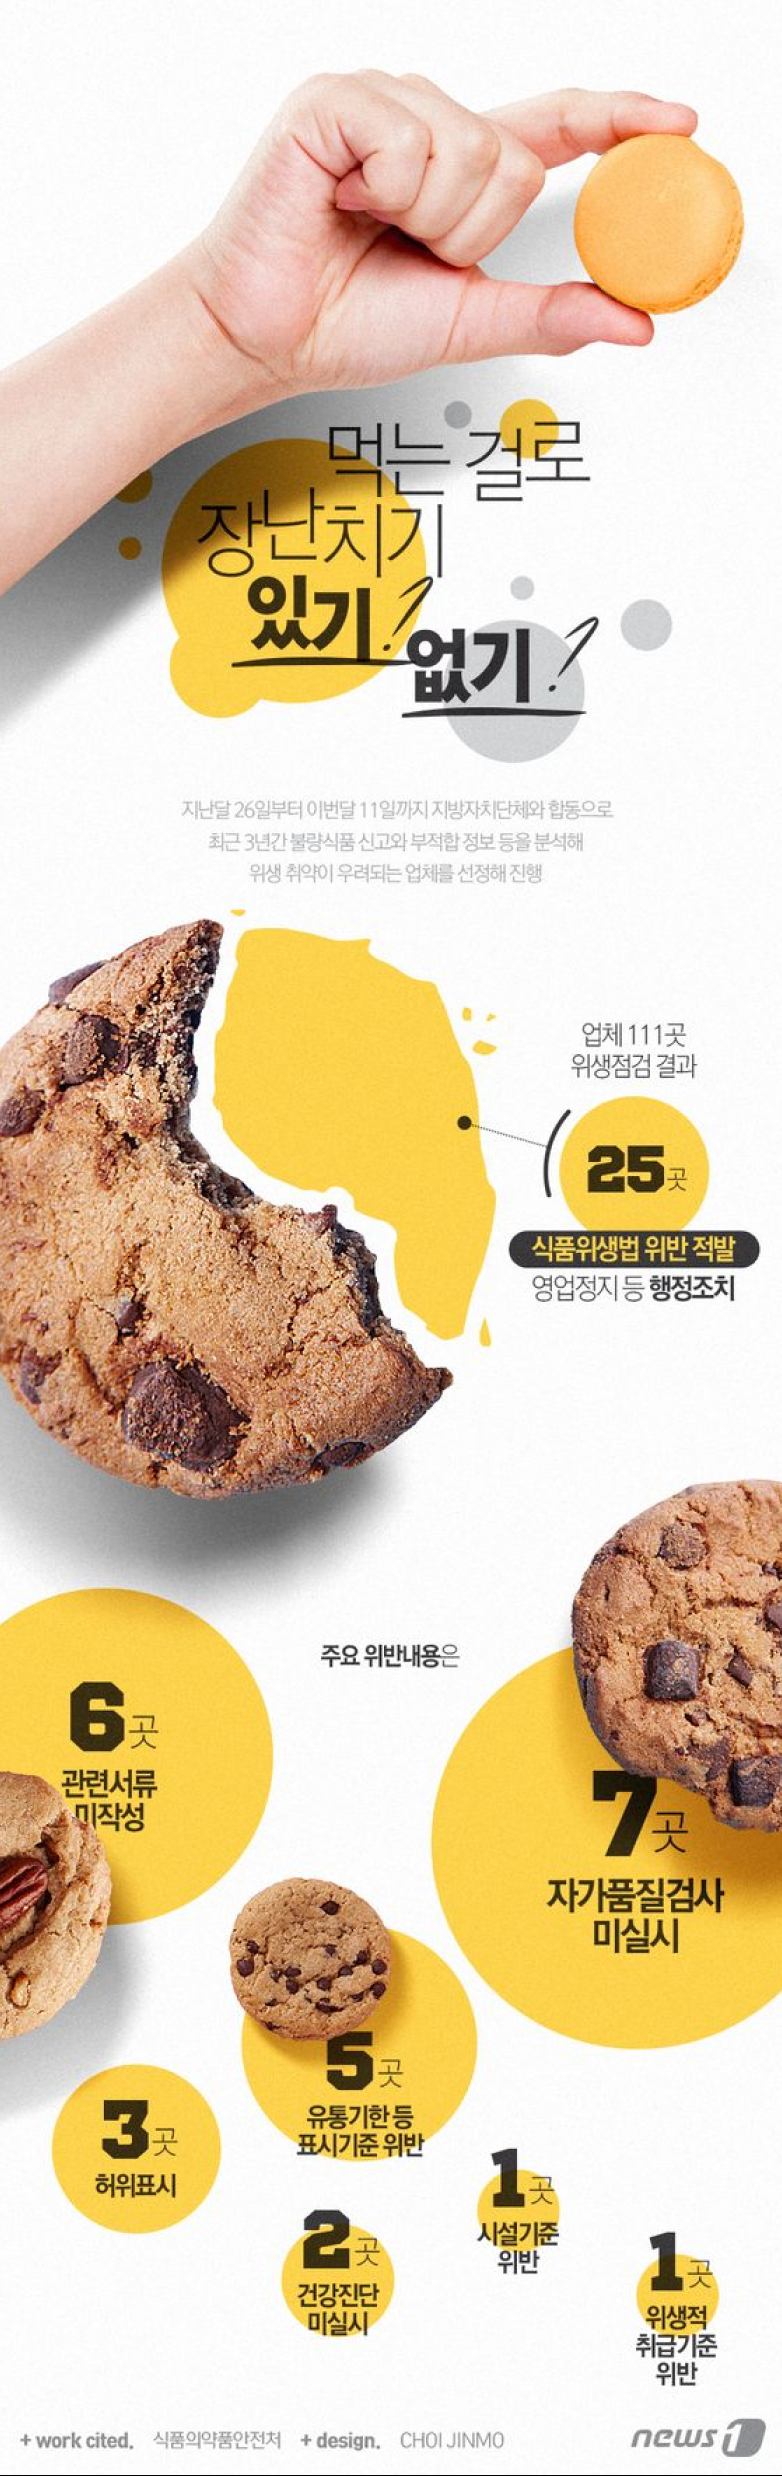 먹는 걸로
장난치기
있기!
없기!
지난달 26일부터 이번달 11일까지 지방자치단체와 합동으로
최근 3년간 불량식품 신고와 부적합 정보 등을 분석해
위생 취약이 우려되는 업체를 선정해 진행
업체 111곳
위생점검 결과
25곳
식품위생법 위반 적발
영업정지 등 행정조치
주요 위반내용은
6곳
관련서류
미작성
7곳
자가품질검사
미실시
5곳
유통기한 등
표시기준 위반
3곳
허위표시
1곳
시설기준
위반
2곳
건강진단
미실시
1곳
위생적
취급기준
위반
+ work cited. 식품의약품안전처 + design. CHOI JINMO
news1